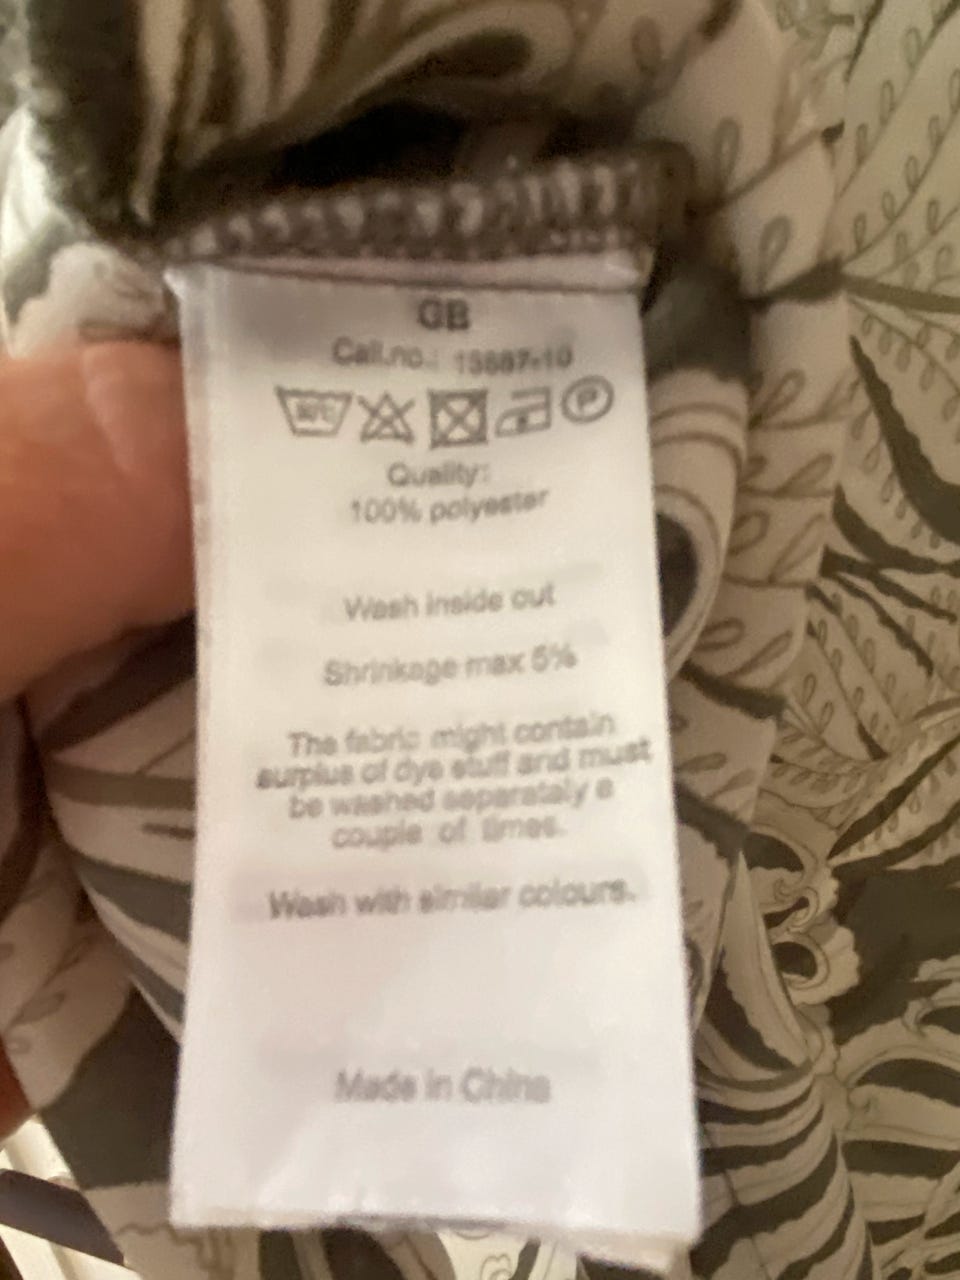 GB
Call.no.: 13887-10
P
Quality:
100% polyester
Wash inside out
Shrinkage max 5%
The fabric might contain
surplus of dye stuff and must
be washed separataly a
couple of times.
Wash with similar colours.
Made in China